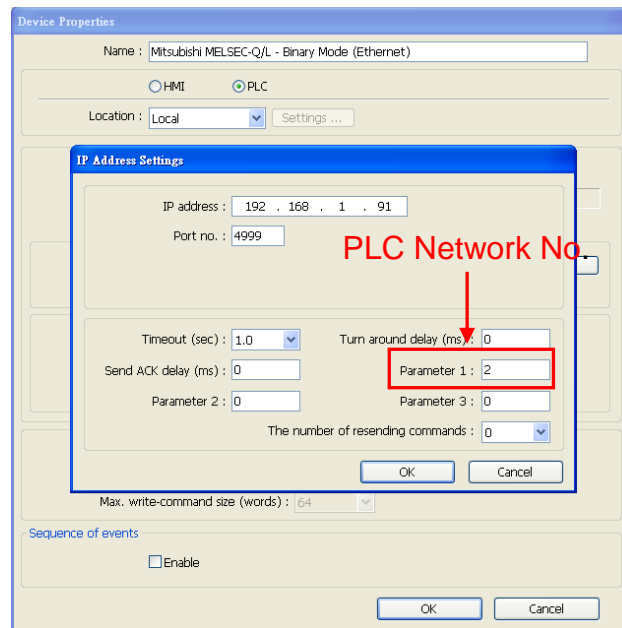 Device Properties
Name : Mitsubishi MELSEC-Q/L - Binary Mode (Ethernet)
HMI PLC
Location : Local Settings ...
IP Address Settings
IP address : 192 . 168 . 1 . 91
Port no. : 4999
PLC Network No.
Timeout (sec) : 1.0 Turn around delay (ms) : 0
Send ACK delay (ms) : 0 Parameter 1 : 2
Parameter 2 : 0 Parameter 3 : 0
The number of resending commands : 0
OK Cancel
Max. write-command size (words) : 64
Sequence of events
Enable
OK Cancel